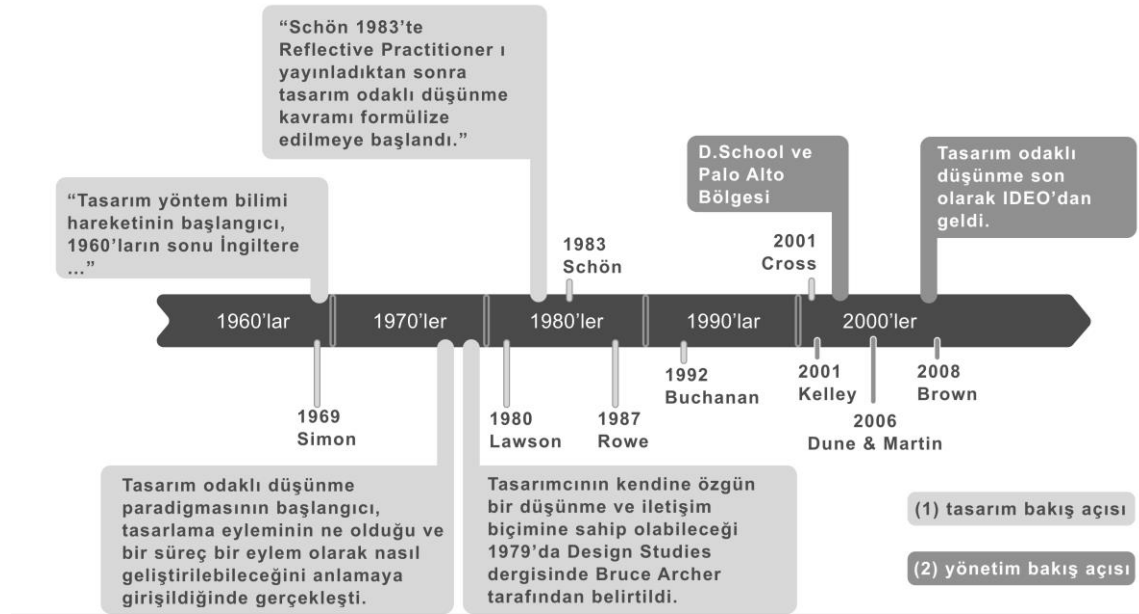 “Schön 1983’te
Reflective Practitioner ı
yayınladıktan sonra
tasarım odaklı düşünme
kavramı formülize
edilmeye başlandı.”
D.School ve
Palo Alto
Bölgesi
Tasarım odaklı
düşünme son
olarak IDEO’dan
geldi.
“Tasarım yöntem bilimi
hareketinin başlangıcı,
1960’ların sonu İngiltere
...”
1983
Schön
2001
Cross
1960’lar
1970’ler
1980’ler
1990’lar
2000’ler
1969
Simon
1980
Lawson
1987
Rowe
1992
Buchanan
2001
Kelley
2006
Dune & Martin
2008
Brown
Tasarım odaklı düşünme
paradigmasının başlangıcı,
tasarlama eyleminin ne olduğu ve
bir süreç bir eylem olarak nasıl
geliştirilebileceğini anlamaya
girişildiğinde gerçekleşti.
Tasarımcının kendine özgün
bir düşünme ve iletişim
biçimine sahip olabileceği
1979’da Design Studies
dergisinde Bruce Archer
tarafından belirtildi.
(1) tasarım bakış açısı
(2) yönetim bakış açısı